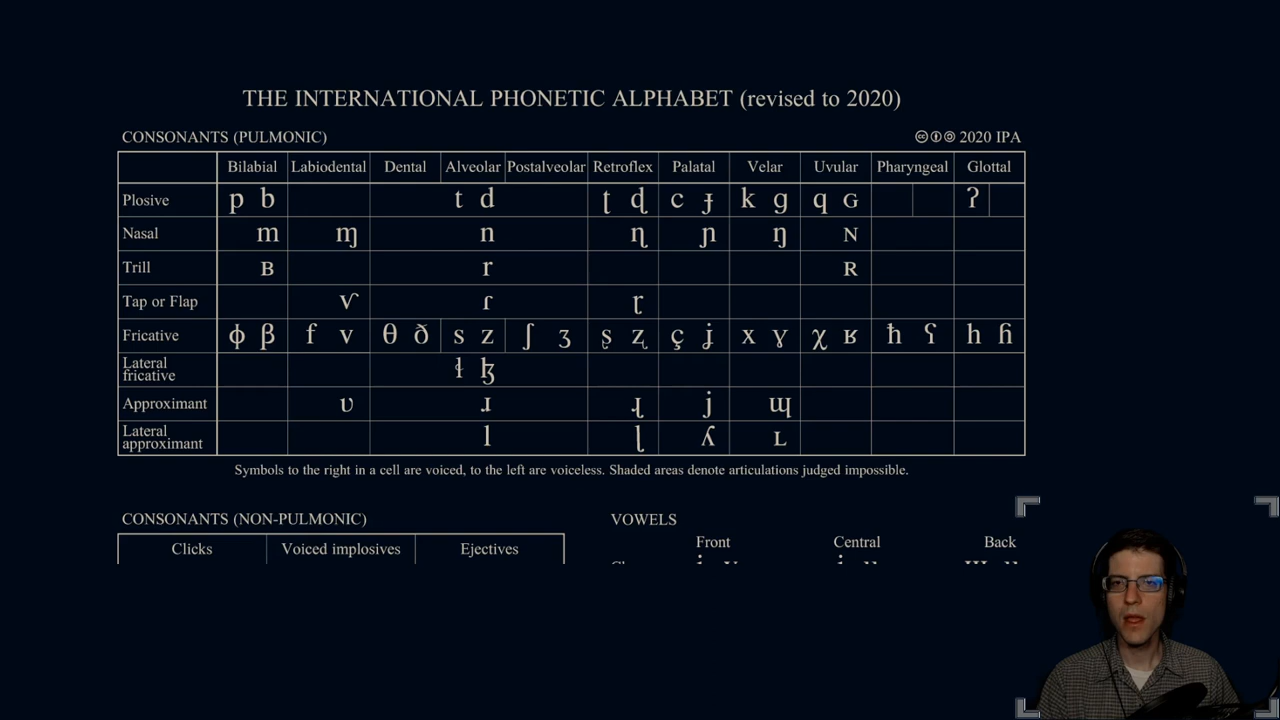 THE INTERNATIONAL PHONETIC ALPHABET (revised to 2020)
CONSONANTS (PULMONIC) 🅭🅯🄎 2020 IPA
Bilabial Labiodental Dental Alveolar Postalveolar Retroflex Palatal Velar Uvular Pharyngeal Glottal
Plosive p b t d ʈ ɖ c ɟ k ɡ q ɢ ʔ
Nasal m ɱ n ɳ ɲ ŋ ɴ
Trill ʙ r ʀ
Tap or Flap ⱱ ɾ ɽ
Fricative ɸ β f v θ ð s z ʃ ʒ ʂ ʐ ç ʝ x ɣ χ ʁ ħ ʕ h ɦ
Lateral
fricative ɬ ɮ
Approximant ʋ ɹ ɻ j ɰ
Lateral
approximant l ɭ ʎ ʟ
Symbols to the right in a cell are voiced, to the left are voiceless. Shaded areas denote articulations judged impossible.
CONSONANTS (NON-PULMONIC)
Clicks Voiced implosives Ejectives
VOWELS
Front Central Back